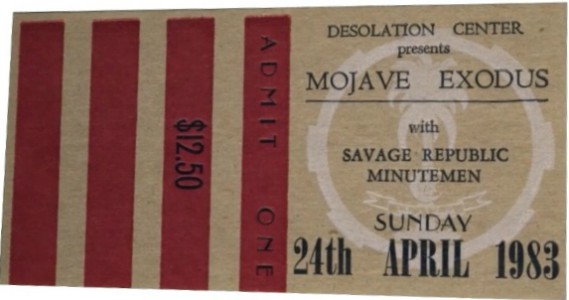 $12.50
ADMIT ONE
DESOLATION CENTER
presents
MOJAVE EXODUS
with
SAVAGE REPUBLIC
MINUTEMEN
SUNDAY
24th APRIL 1983